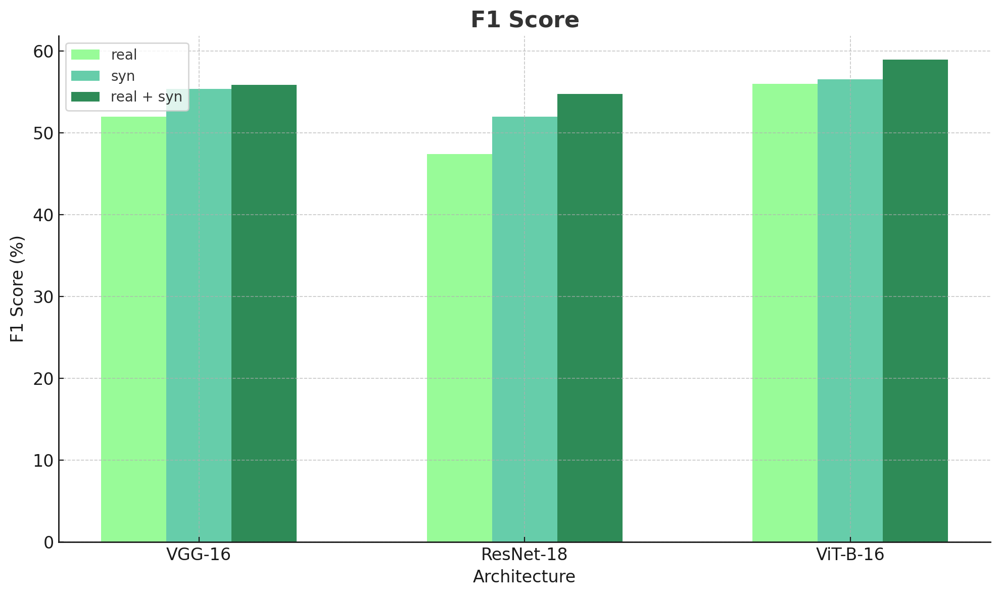 F1 Score
real
syn
real + syn
F1 Score (%)
60
50
40
30
20
10
0
VGG-16
ResNet-18
ViT-B-16
Architecture